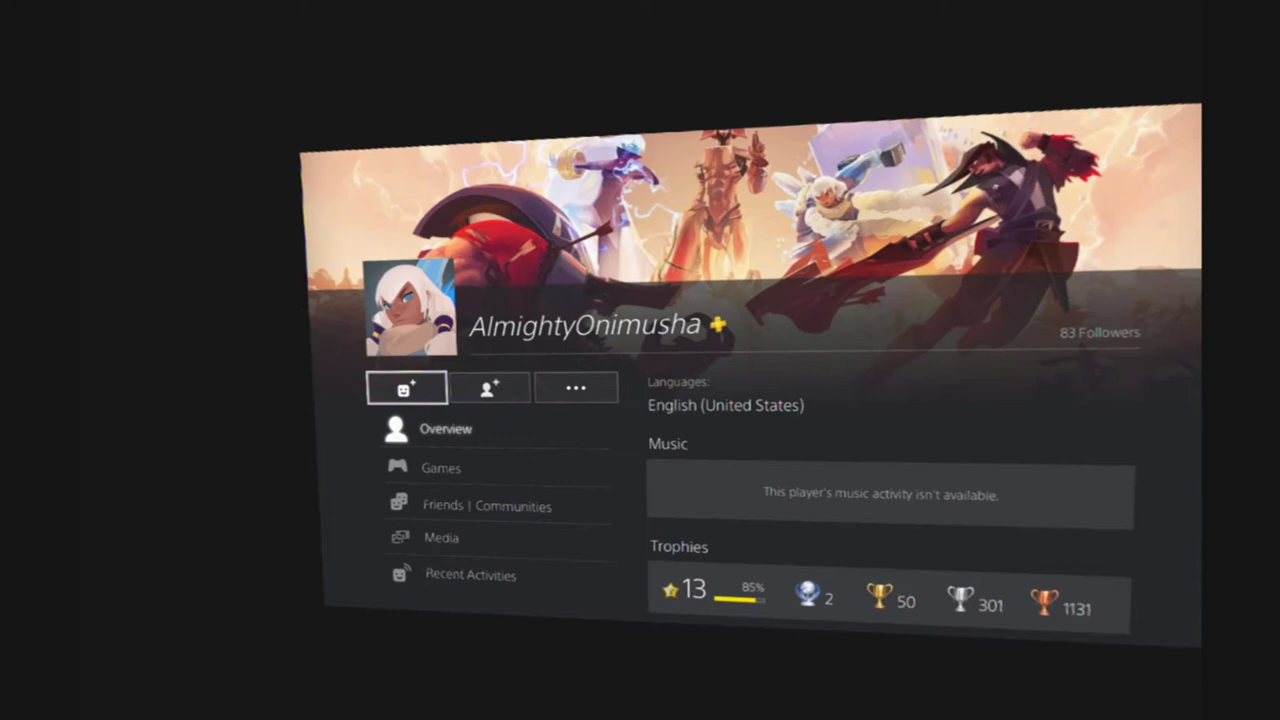 AlmightyOnimusha
83 Followers
Languages:
English (United States)
Overview
Music
Games
This player's music activity isn't available.
Friends | Communities
Media
Trophies
Recent Activities
13 85% 2 50 301 1131